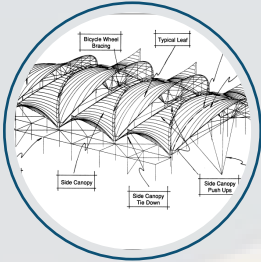 Bicycle Wheel
Bracing
Typical Leaf
Side Canopy
Side Canopy
Tie Down
Side Canopy
Push Ups